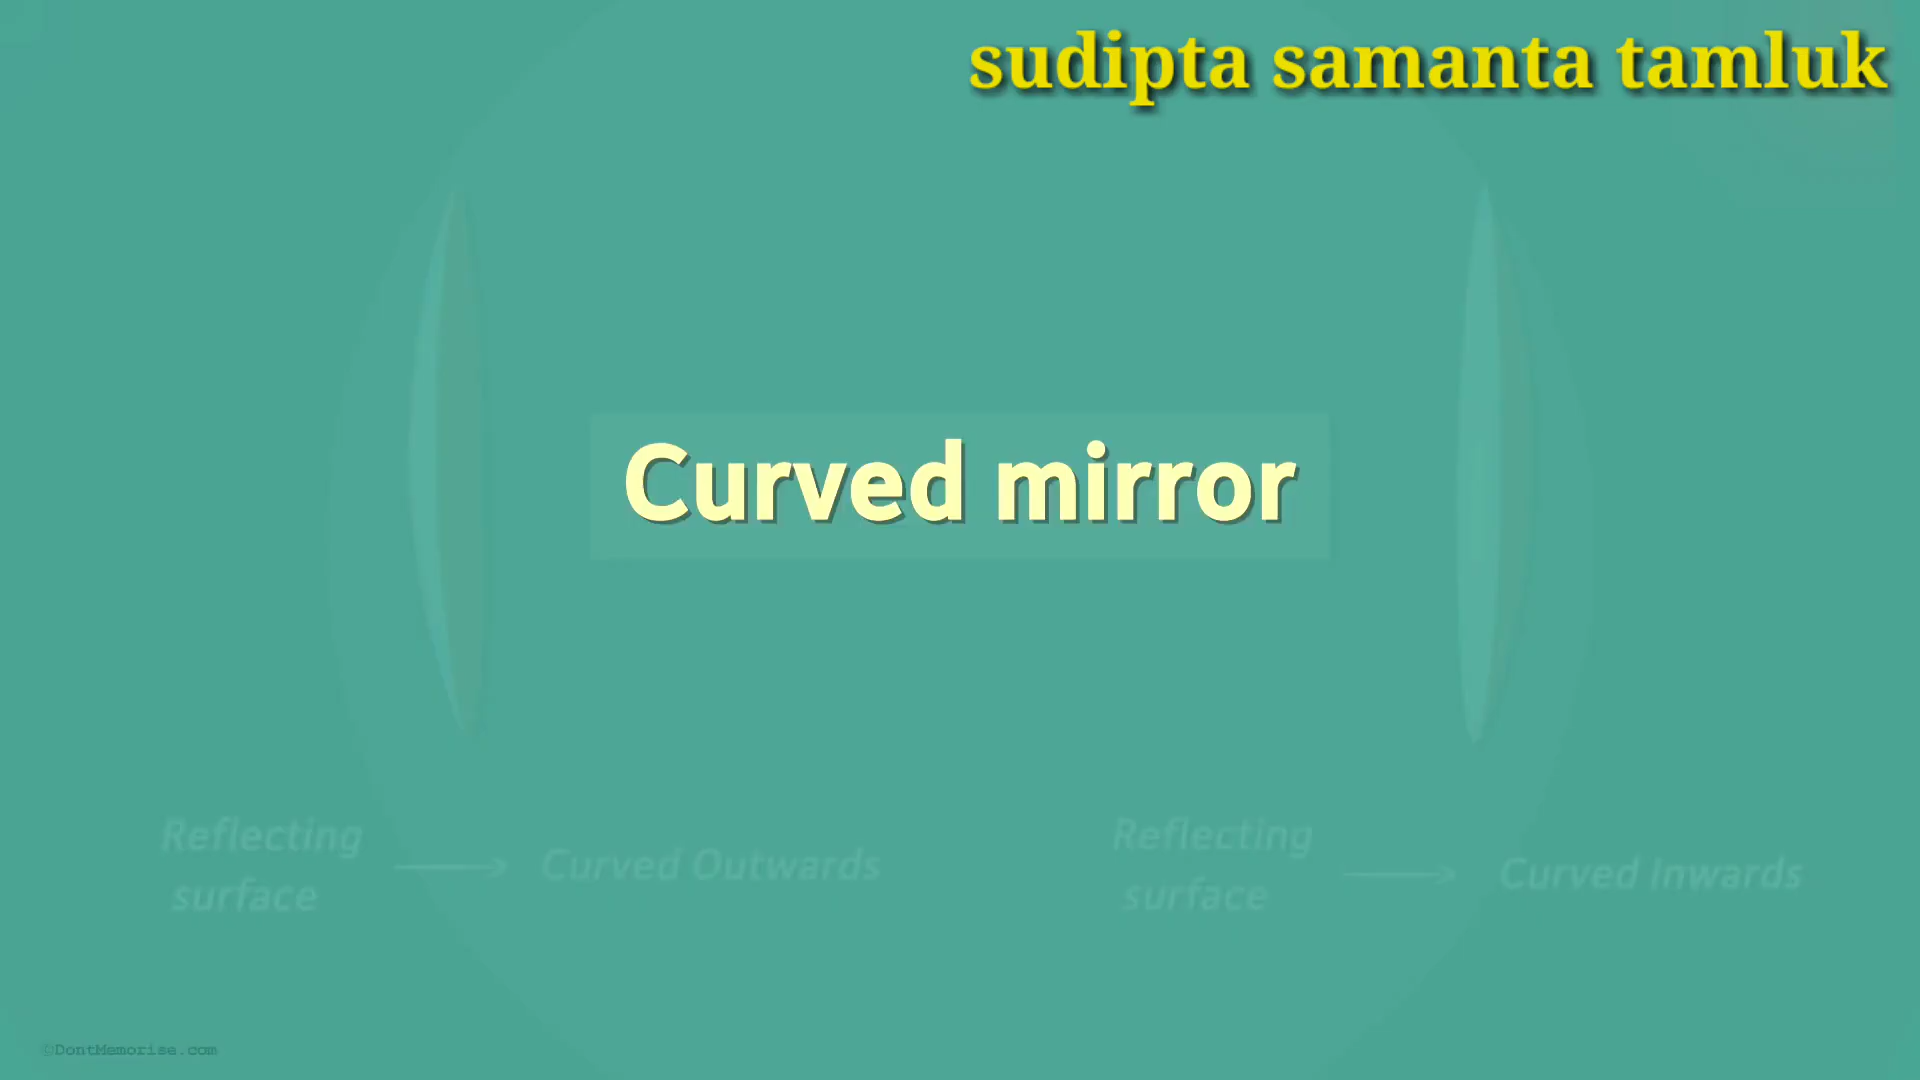 sudipta samanta tamluk
Curved mirror
Reflecting
surface
Curved Outwards
Reflecting
surface
Curved Inwards
©DontMemorise.com